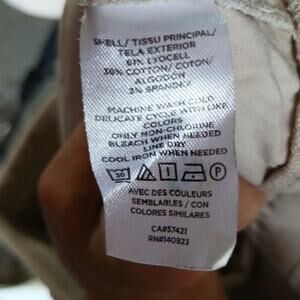 SHELL/ TISSU PRINCIPAL/
TELA EXTERIOR
61% LYOCELL
36% COTTON/ COTON/
ALGODÓN
3% SPANDEX
MACHINE WASH COLD
DELICATE CYCLE WITH LIKE
COLORS
ONLY NON-CHLORINE
BLEACH WHEN NEEDED
LINE DRY
COOL IRON WHEN NEEDED
30
AVEC DES COULEURS
SEMBLABLES / CON
COLORES SIMILARES
CA#57421
RN#140923